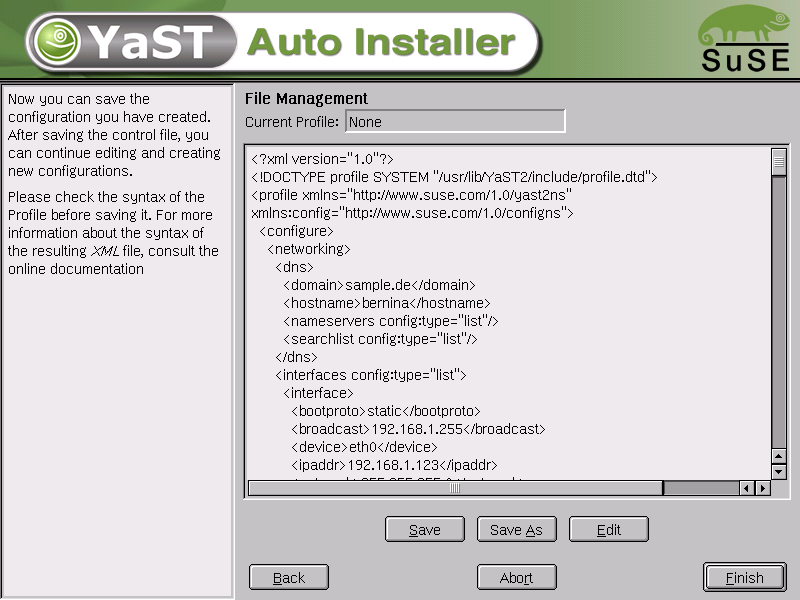 YaST Auto Installer
SuSE
Now you can save the
configuration you have created.
After saving the control file, you
can continue editing and creating
new configurations.
Please check the syntax of the
Profile before saving it. For more
information about the syntax of
the resulting XML file, consult the
online documentation
File Management
Current Profile: None
<?xml version="1.0"?>
<!DOCTYPE profile SYSTEM "/usr/lib/YaST2/include/profile.dtd">
<profile xmlns="http://www.suse.com/1.0/yast2ns"
xmlns:config="http://www.suse.com/1.0/configns">
<configure>
<networking>
<dns>
<domain>sample.de</domain>
<hostname>bernina</hostname>
<nameservers config:type="list"/>
<searchlist config:type="list"/>
</dns>
<interfaces config:type="list">
<interface>
<bootproto>static</bootproto>
<broadcast>192.168.1.255</broadcast>
<device>eth0</device>
<ipaddr>192.168.1.123</ipaddr>
Save Save As Edit
Back Abort Finish